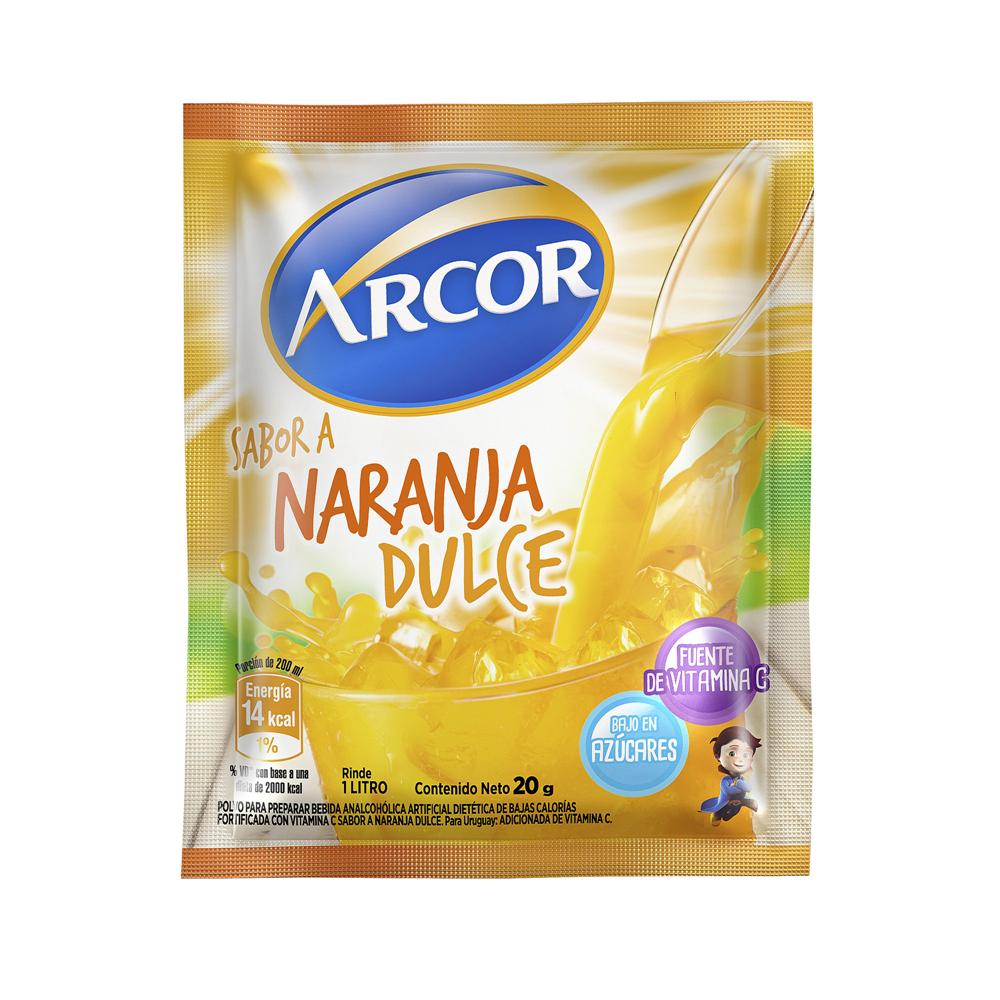 ARCOR
SABOR A
NARANJA
DULCE
FUENTE
DE VITAMINA C
BAJO EN
AZÚCARES
Porción de 200 ml
Energía
14 kcal
1%
% VD* con base a una
dieta de 2000 kcal
Rinde
1 LITRO
Contenido Neto 20 g
POLVO PARA PREPARAR BEBIDA ANALCOHÓLICA ARTIFICIAL DIETÉTICA DE BAJAS CALORÍAS
FORTIFICADA CON VITAMINA C SABOR A NARANJA DULCE. Para Uruguay: ADICIONADA DE VITAMINA C.